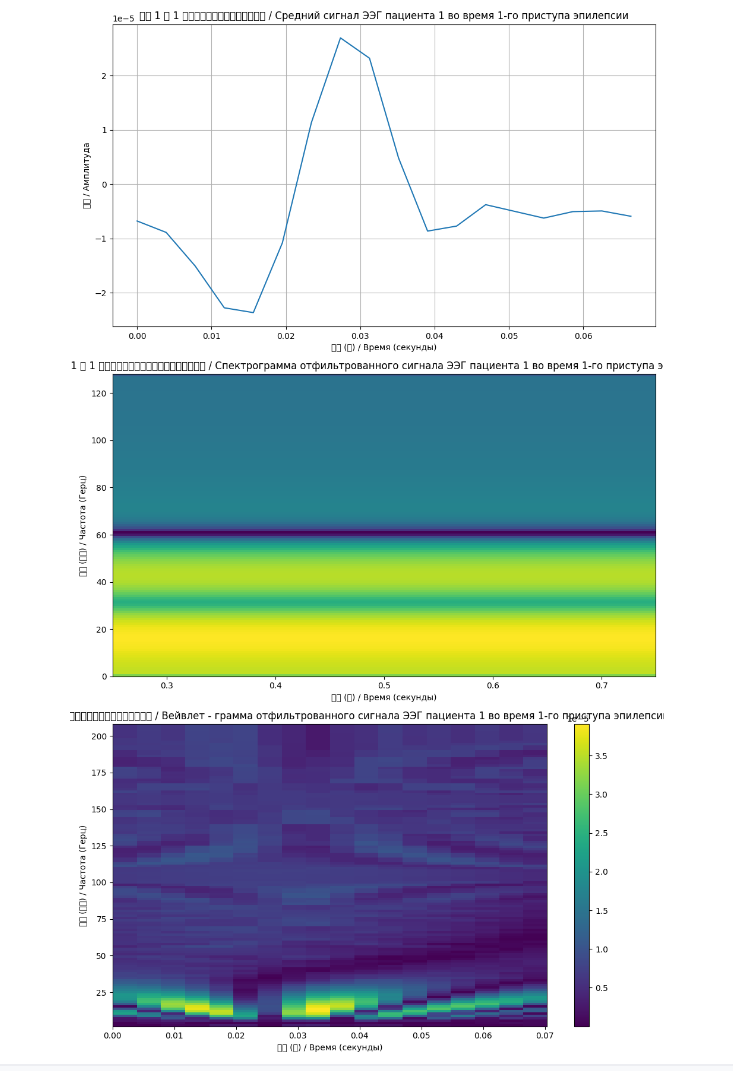 1e−5
1 1 / Средний сигнал ЭЭГ пациента 1 во время 1-го приступа эпилепсии
/ Амплитуда
2
1
0
−1
−2
0.00 0.01 0.02 0.03 0.04 0.05 0.06
( ) / Время (секунды)
1 1 / Спектрограмма отфильтрованного сигнала ЭЭГ пациента 1 во время 1-го приступа э
( ) / Частота (Герц)
120
100
80
60
40
20
0
0.3 0.4 0.5 0.6 0.7
( ) / Время (секунды)
/ Вейвлет - грамма отфильтрованного сигнала ЭЭГ пациента 1 во время 1-го приступа эпилепсии
( ) / Частота (Герц)
200
175
150
125
100
75
50
25
0.00 0.01 0.02 0.03 0.04 0.05 0.06 0.07
( ) / Время (секунды)
3.5
3.0
2.5
2.0
1.5
1.0
0.5